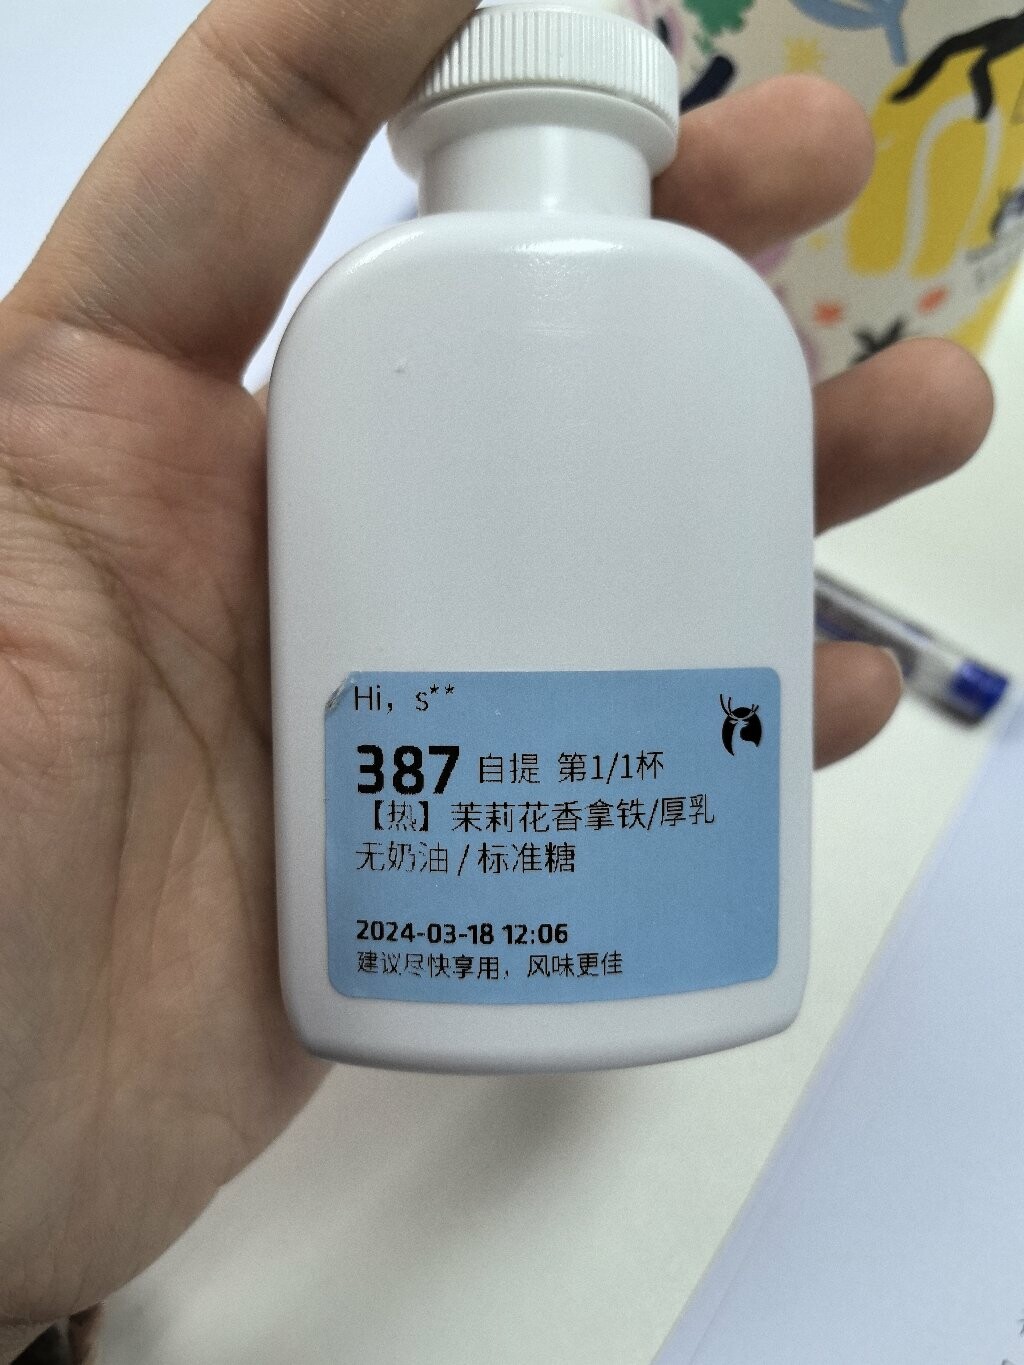 Hi, s**
387 自提 第1/1杯
【热】茉莉花香拿铁/厚乳
无奶油/标准糖
2024-03-18 12:06
建议尽快享用，风味更佳